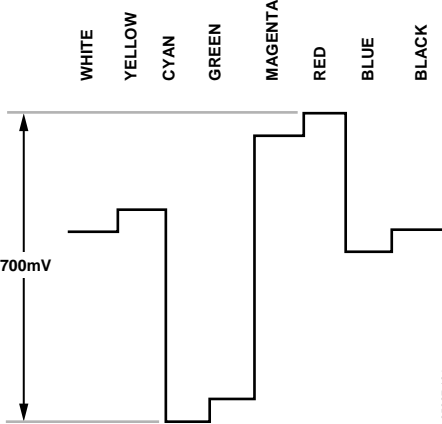 WHITE
YELLOW
CYAN
GREEN
MAGENTA
RED
BLUE
BLACK
700mV